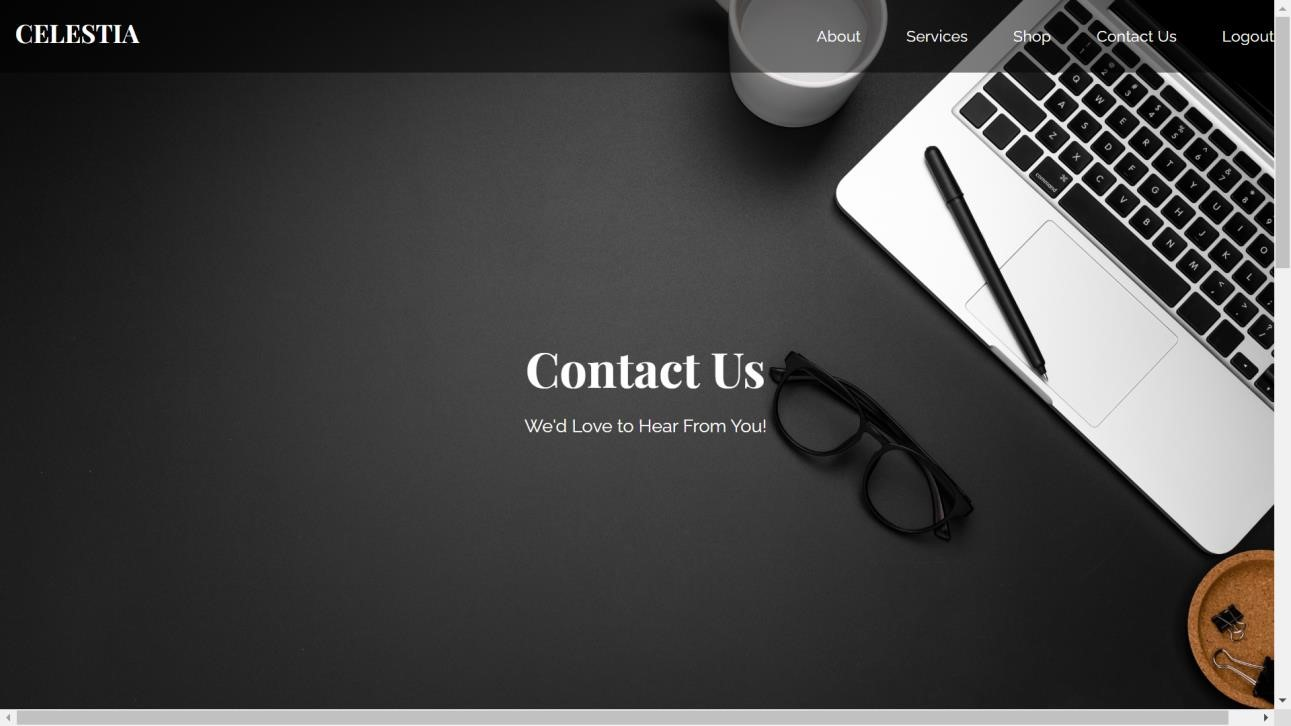 CELESTIA
About Services Shop Contact Us Logout
Contact Us
We'd Love to Hear From You!